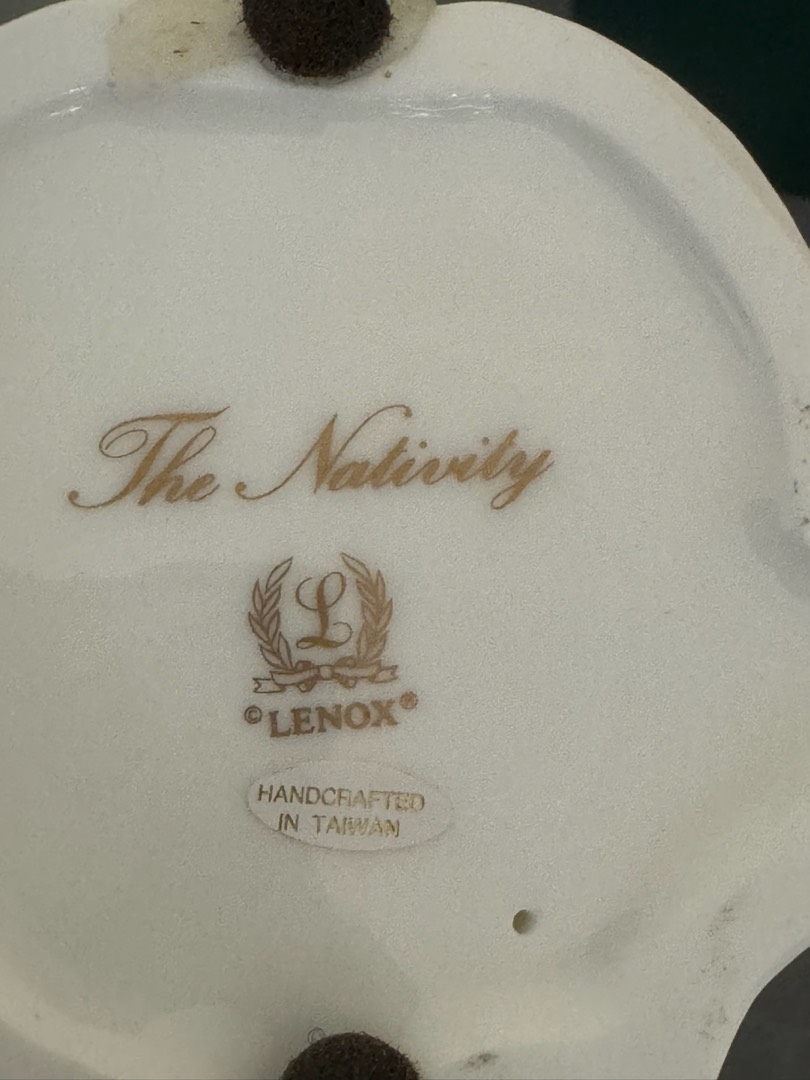 The Nativity
L
© LENOX®
HANDCRAFTED
IN TAIWAN
©